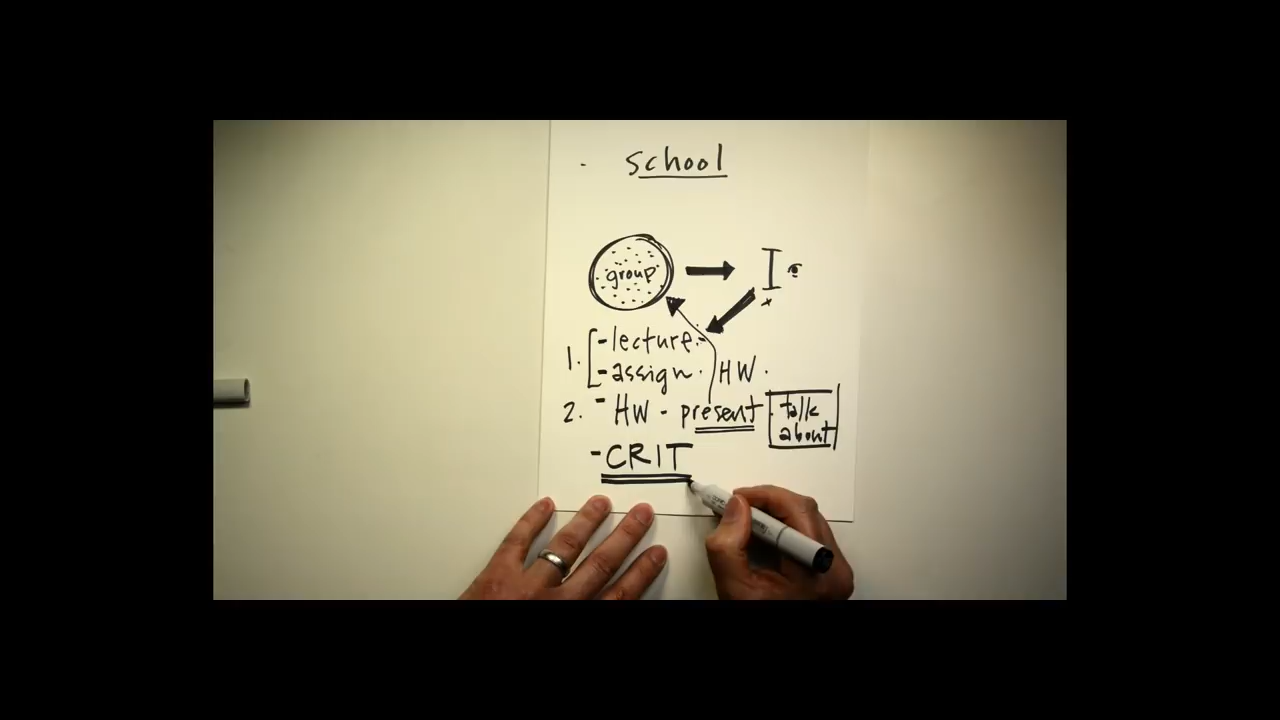 School
group I
1. - lecture.
- assign. HW.
2. - HW - present talk about
- CRIT